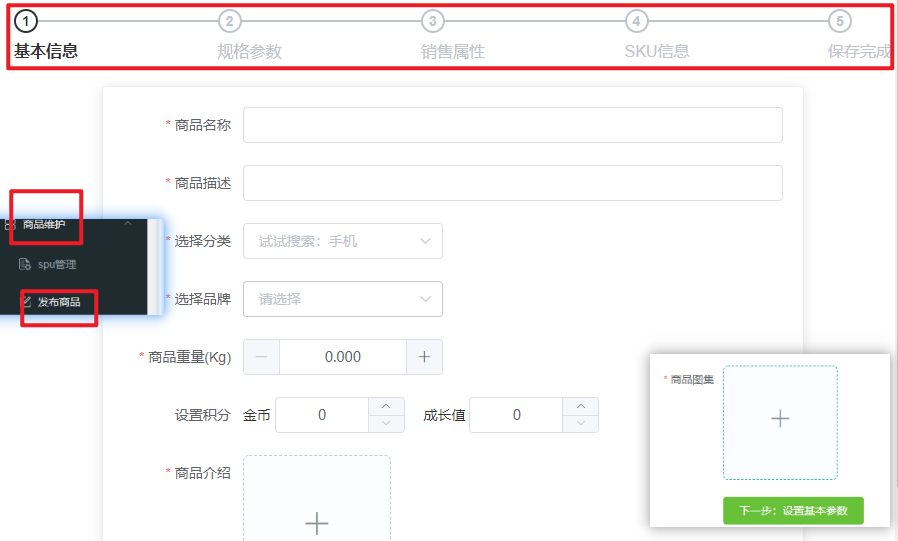 1 2 3 4 5
基本信息 规格参数 销售属性 SKU信息 保存完成
* 商品名称
* 商品描述
商品维护
spu管理
发布商品
* 选择分类 试试搜索：手机
* 选择品牌 请选择
* 商品重量(Kg) 0.000
设置积分 金币 0 成长值 0
* 商品介绍
* 商品图集
下一步：设置基本参数